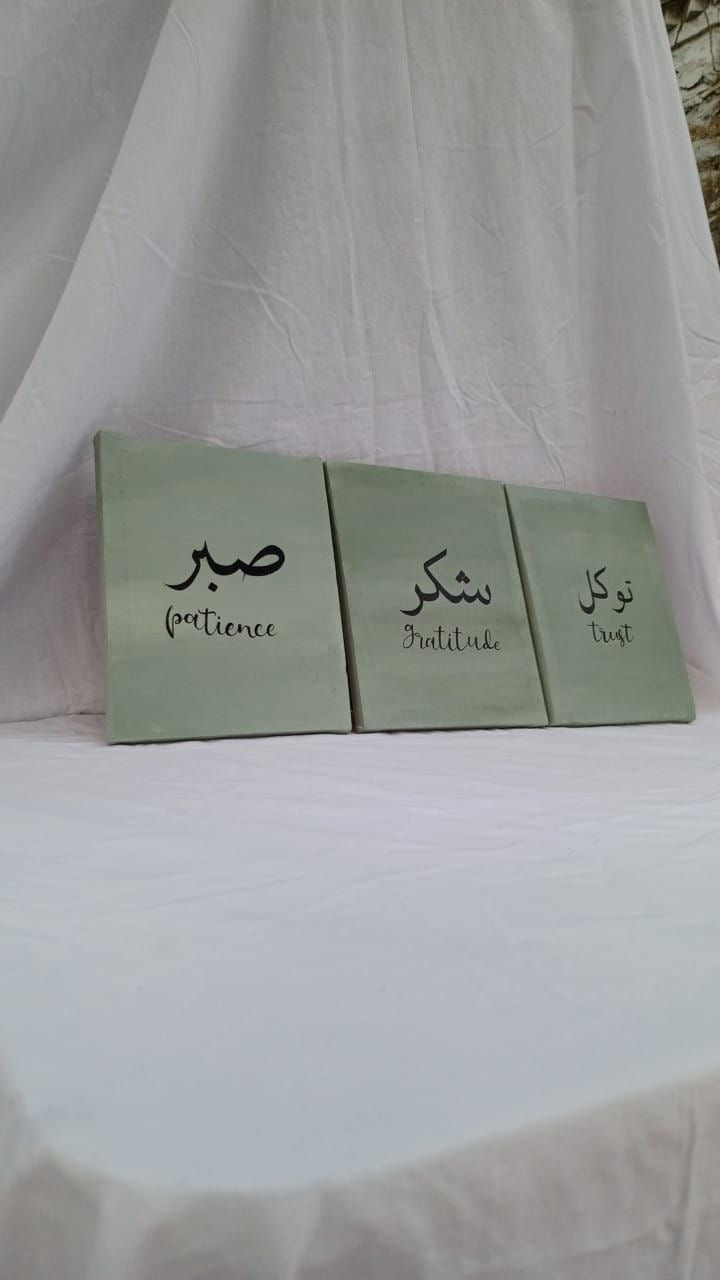 صبر
patience
شكر
gratitude
توكل
trust